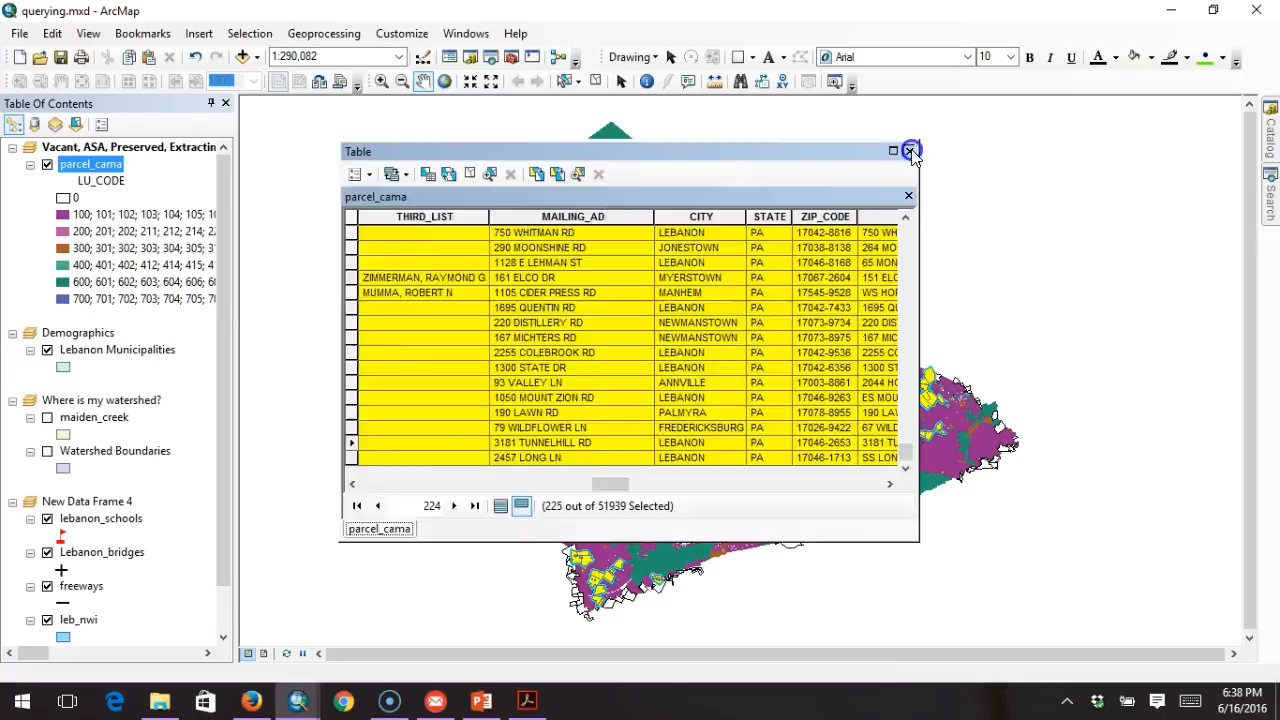 querying.mxd - ArcMap
File Edit View Bookmarks Insert Selection Geoprocessing Customize Windows Help
1:290,082 Drawing Arial 10 B I U A
Table Of Contents
Vacant, ASA, Preserved, Extractin
parcel_cama
LU_CODE
0
100; 101; 102; 103; 104; 105; 1(
200; 201; 202; 211; 212; 214; 2
300; 301; 302; 303; 304; 305; 3
400; 401; 402; 412; 414; 415; 4
600; 601; 602; 603; 604; 606; 6
700; 701; 702; 703; 704; 705; 7
Demographics
Lebanon Municipalities
Where is my watershed?
maiden_creek
Watershed Boundaries
New Data Frame 4
lebanon_schools
Lebanon_bridges
freeways
leb_nwi
Table
parcel_cama
THIRD_LIST MAILING_AD CITY STATE ZIP_CODE
750 WHITMAN RD LEBANON PA 17042-8816 750 WH
290 MOONSHINE RD JONESTOWN PA 17038-8138 264 MO
1128 E LEHMAN ST LEBANON PA 17046-8168 65 MON
ZIMMERMAN, RAYMOND G 161 ELCO DR MYERSTOWN PA 17067-2604 151 ELC
MUMMA, ROBERT N 1105 CIDER PRESS RD MANHEIM PA 17545-9528 WS HOR
1695 QUENTIN RD LEBANON PA 17042-7433 1695 QU
220 DISTILLERY RD NEWMANSTOWN PA 17073-9734 220 DIS
167 MICHTERS RD NEWMANSTOWN PA 17073-8975 167 MIC
2255 COLEBROOK RD LEBANON PA 17042-9536 2255 CO
1300 STATE DR LEBANON PA 17042-6356 1300 ST
93 VALLEY LN ANNVILLE PA 17003-8861 2044 HO
1050 MOUNT ZION RD LEBANON PA 17046-9263 ES MOU
190 LAWN RD PALMYRA PA 17078-8955 190 LAW
79 WILDFLOWER LN FREDERICKSBURG PA 17026-9422 67 WILD
3181 TUNNELHILL RD LEBANON PA 17046-2653 3181 TU
2457 LONG LN LEBANON PA 17046-1713 SS LON
224 (225 out of 51939 Selected)
parcel_cama
Catalog
Search
6:38 PM
6/16/2016